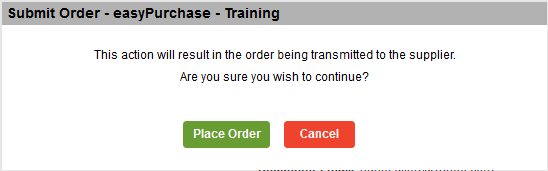 Submit Order - easyPurchase - Training
This action will result in the order being transmitted to the supplier.
Are you sure you wish to continue?
Place Order Cancel